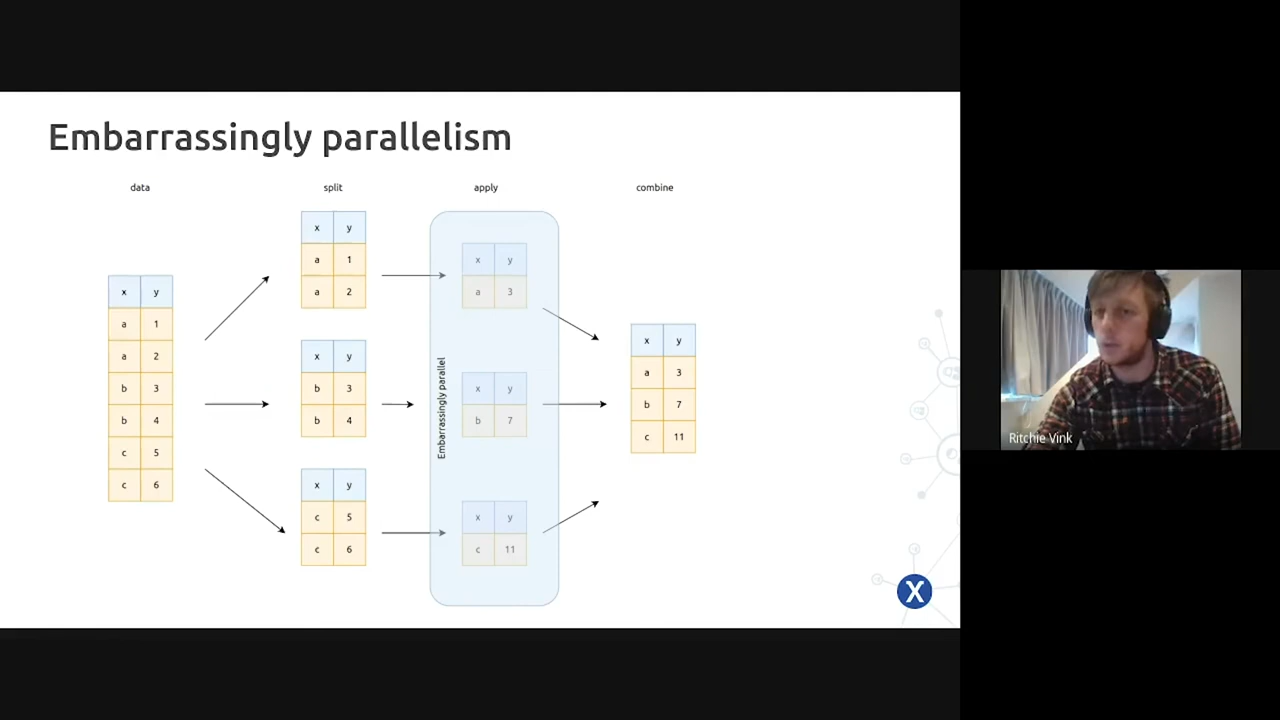 Embarrassingly parallelism
data split apply combine
x y
a 1
a 2
b 3
b 4
c 5
c 6
x y
a 1
a 2
x y
b 3
b 4
x y
c 5
c 6
Embarrassingly parallel
x y
a 3
x y
b 7
x y
c 11
x y
a 3
b 7
c 11
X
Ritchie Vink